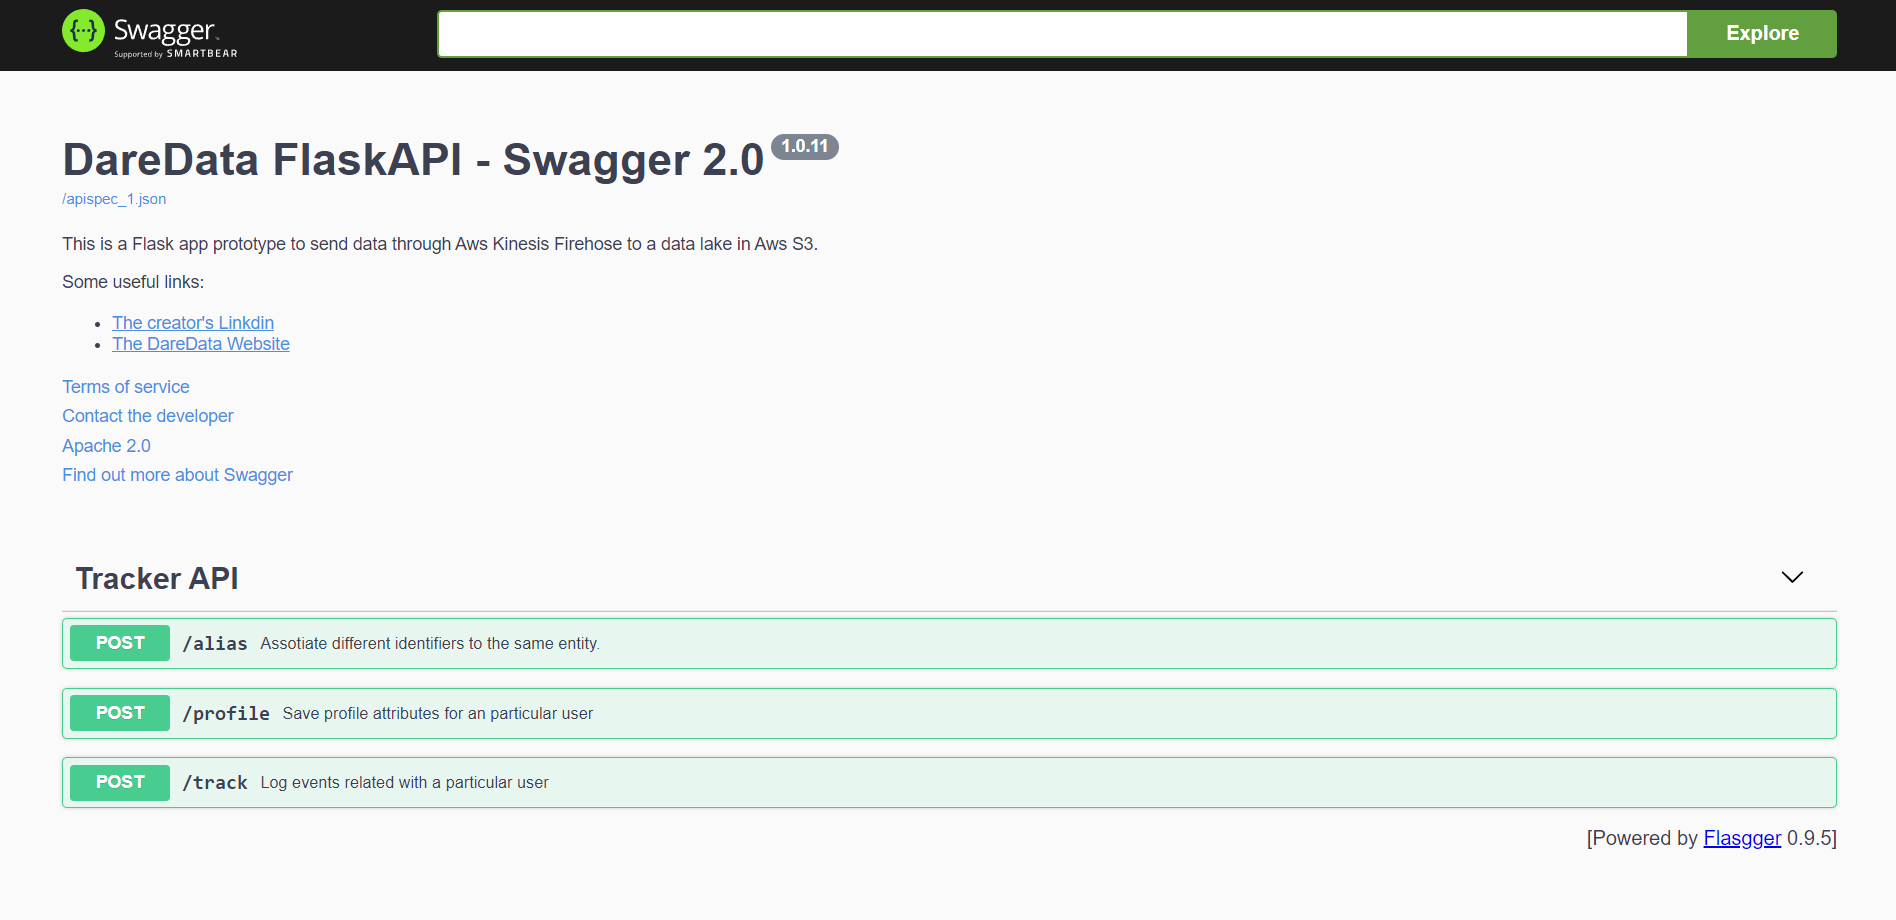 {···} Swagger
Supported by SMARTBEAR
Explore
DareData FlaskAPI - Swagger 2.0 1.0.11
/apispec_1.json
This is a Flask app prototype to send data through Aws Kinesis Firehose to a data lake in Aws S3.
Some useful links:
• The creator's Linkdin
• The DareData Website
Terms of service
Contact the developer
Apache 2.0
Find out more about Swagger
Tracker API
POST /alias Assotiate different identifiers to the same entity.
POST /profile Save profile attributes for an particular user
POST /track Log events related with a particular user
[Powered by Flasgger 0.9.5]